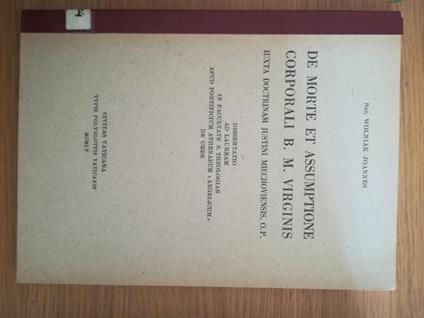 Sac. WOLNIAK JOANNES
DE MORTE ET ASSUMPTIONE
CORPORALI B. M. VIRGINIS
IUXTA DOCTRINAM JUSTINI MIECHOVIENSIS, O.P.
DISSERTATIO
AD LAUREAM
IN FACULTATE S. THEOLOGIAE
APUD PONTIFICIUM ATHENAEUM «ANGELICUM»
DE URBE
CIVITAS VATICANA
TYPIS POLYGLOTTIS VATICANIS
MCMLV
4